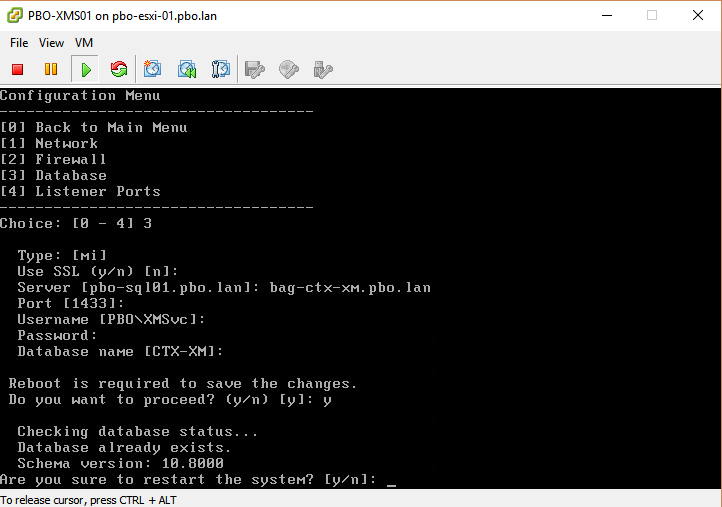 PBO-XMS01 on pbo-esxi-01.pbo.lan
File View VM
Configuration Menu
------------------------------------
[0] Back to Main Menu
[1] Network
[2] Firewall
[3] Database
[4] Listener Ports
------------------------------------
Choice: [0 - 4] 3
Type: [mi]
Use SSL (y/n) [n]:
Server [pbo-sql01.pbo.lan]: bag-ctx-xm.pbo.lan
Port [1433]:
Username [PBO\XMSvc]:
Password:
Database name [CTX-XM]:
Reboot is required to save the changes.
Do you want to proceed? (y/n) [y]: y
Checking database status...
Database already exists.
Schema version: 10.8000
Are you sure to restart the system? [y/n]: _
To release cursor, press CTRL + ALT